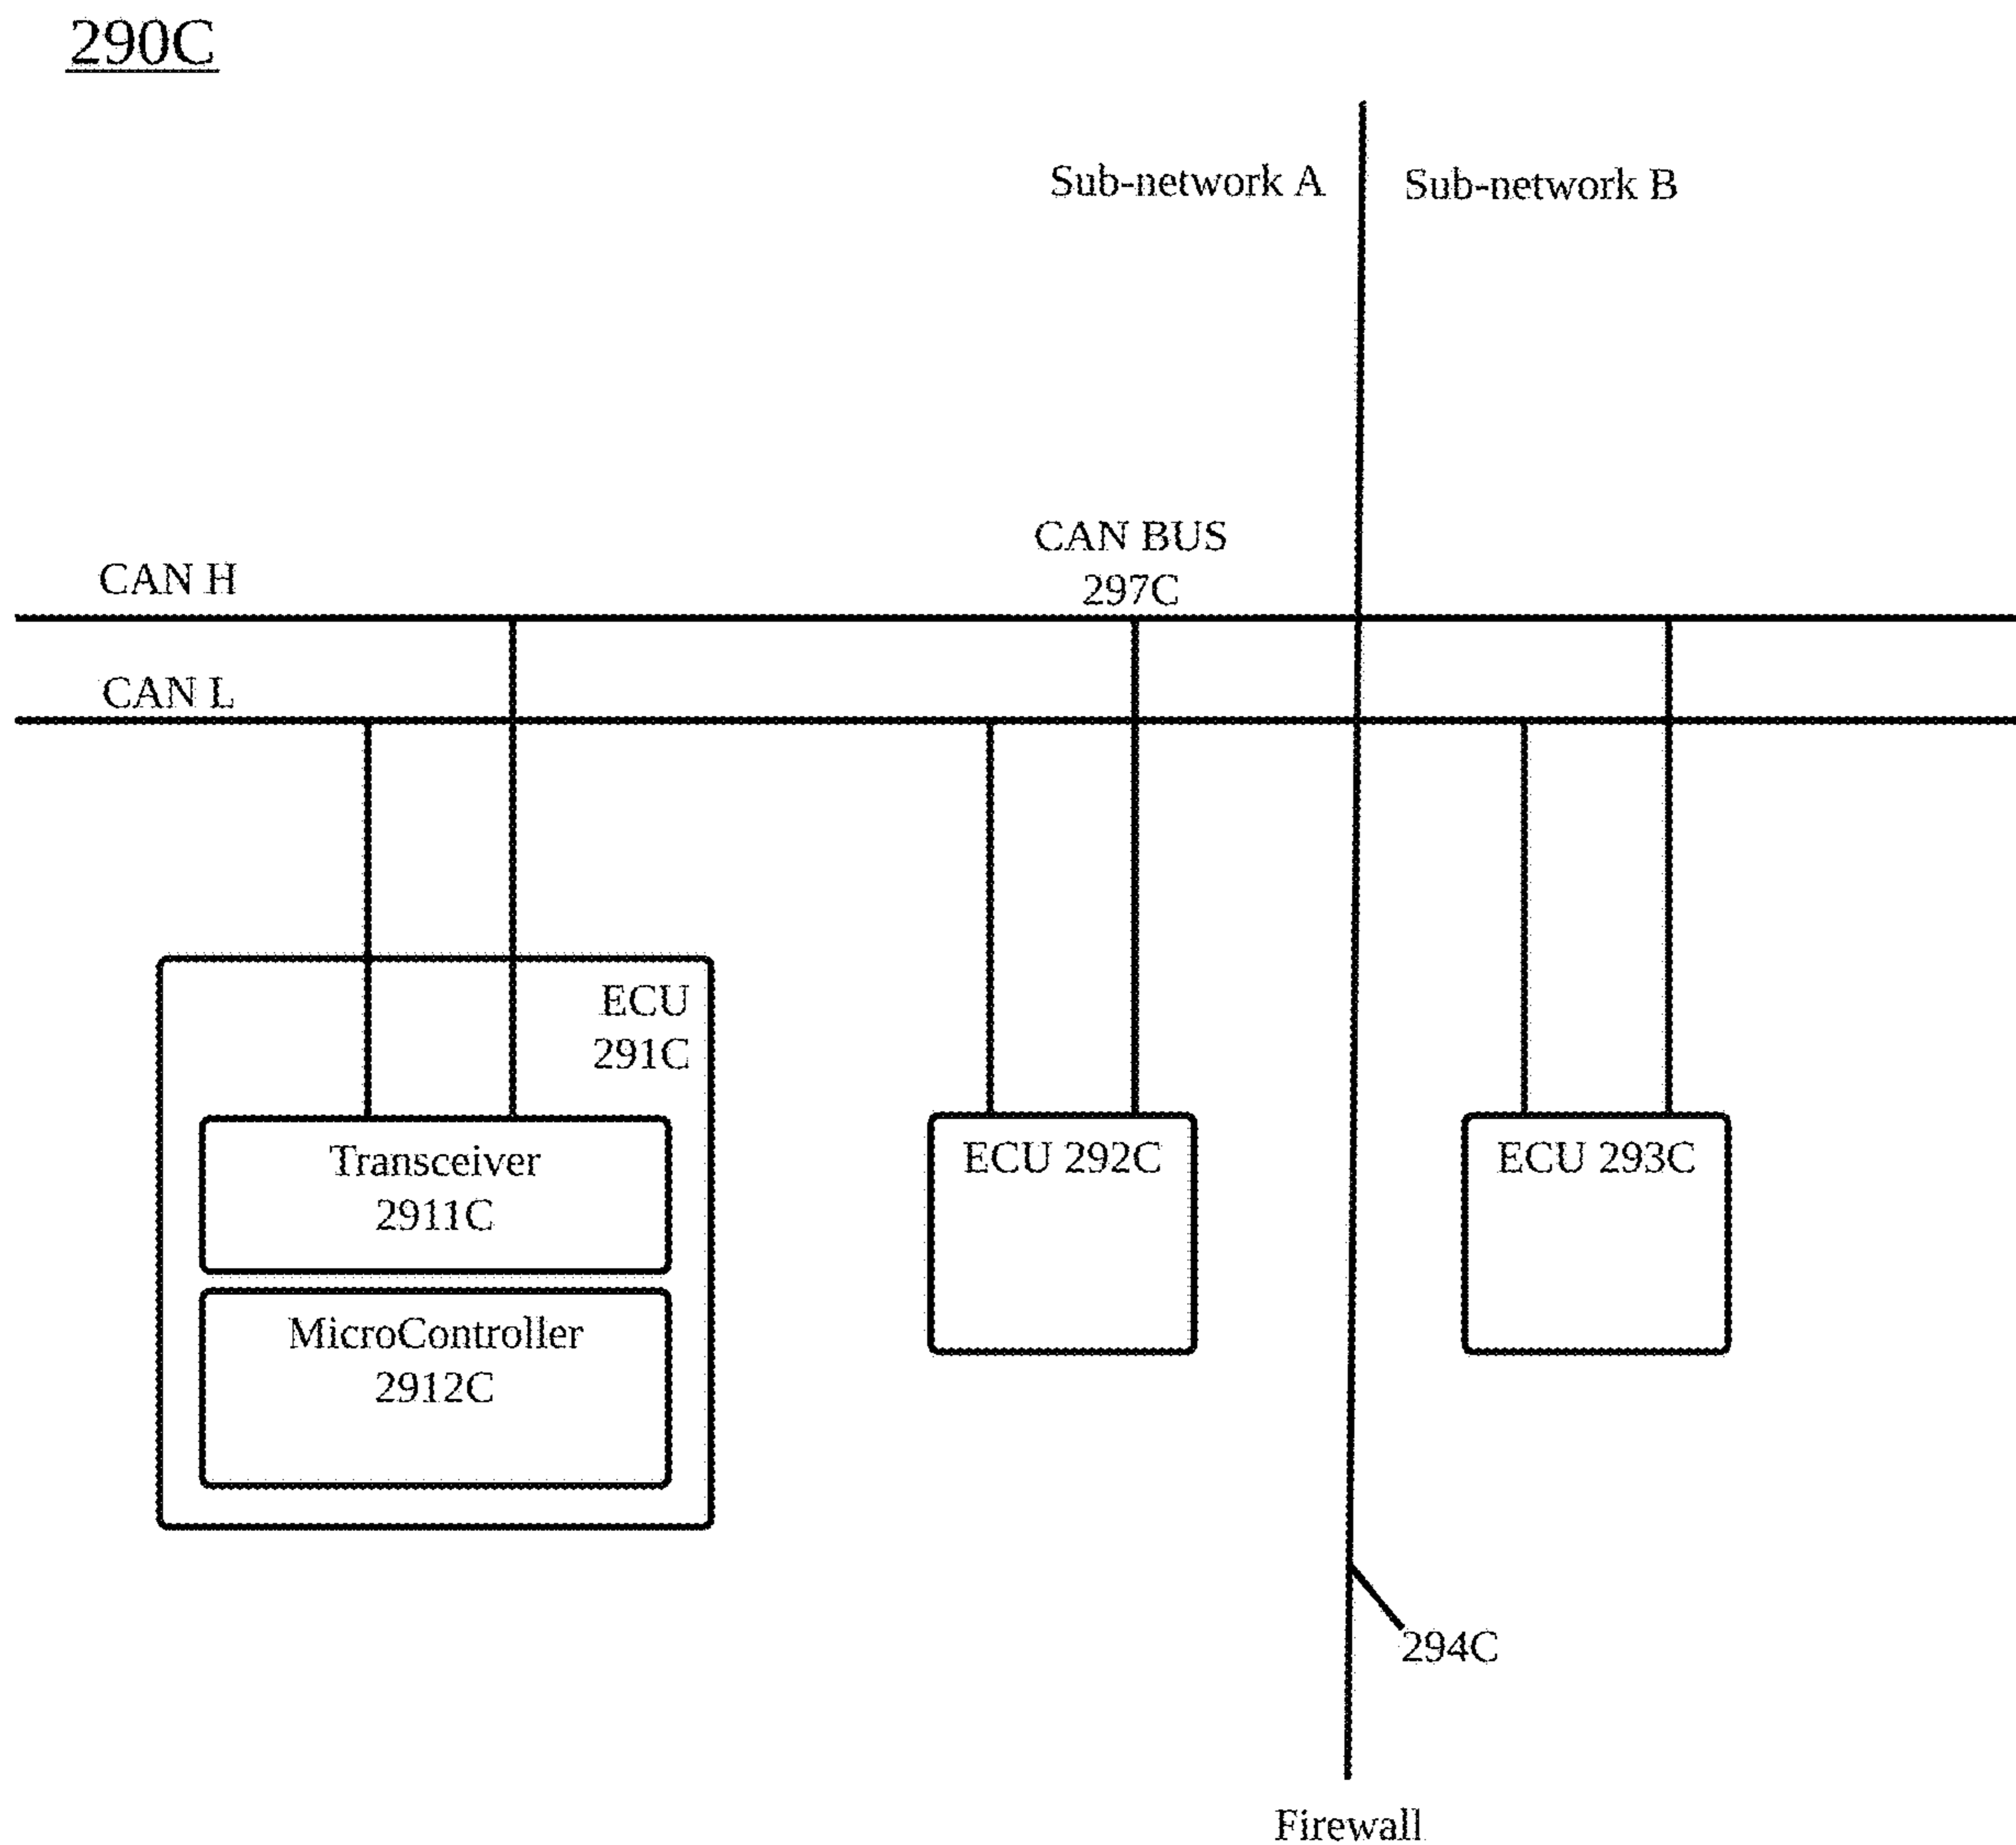 290C
Sub-network A
Sub-network B
CAN BUS
297C
CAN H
CAN L
ECU
291C
Transceiver
2911C
MicroController
2912C
ECU 292C
ECU 293C
294C
Firewall